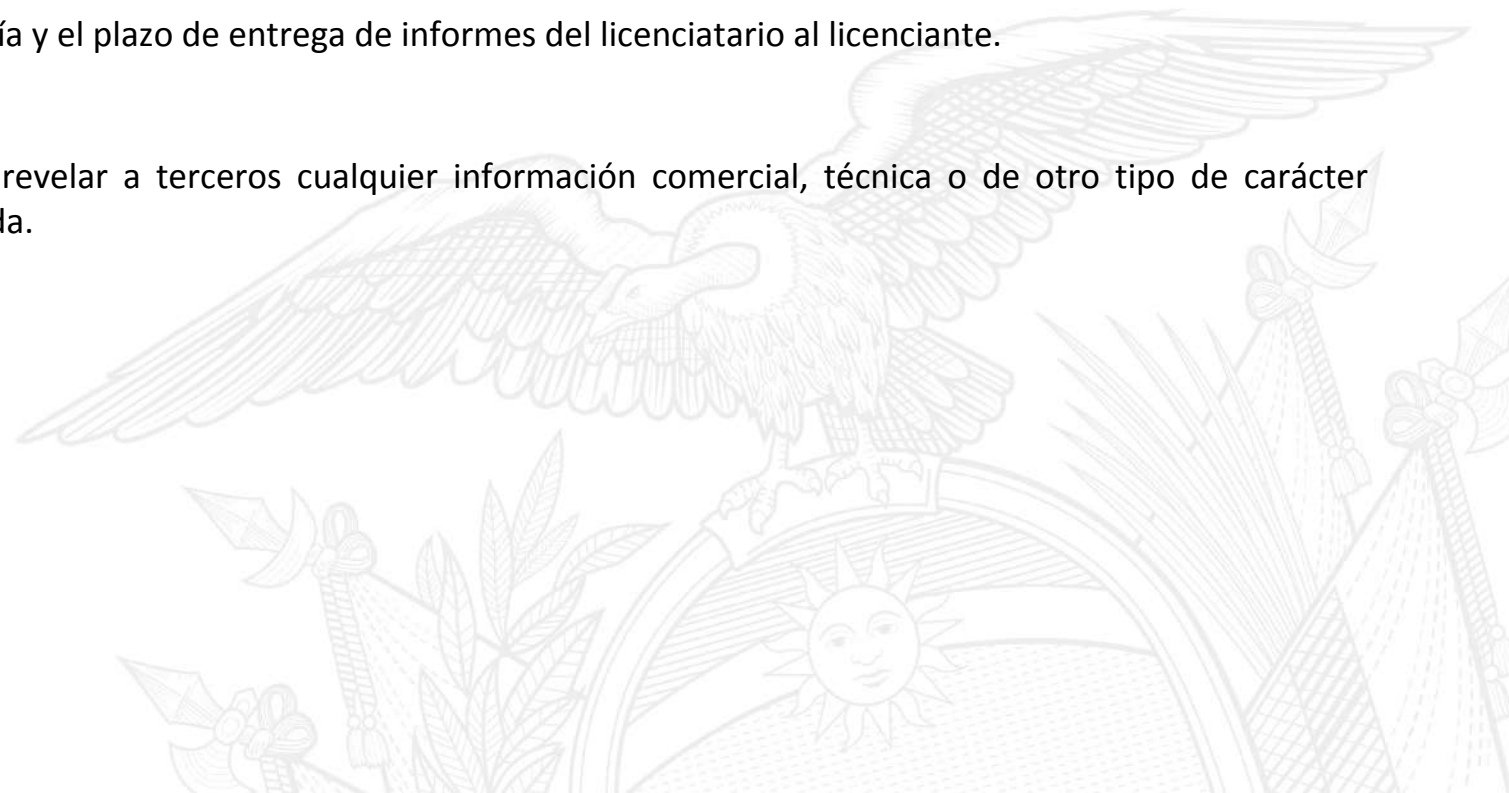 ía y el plazo de entrega de informes del licenciatario al licenciante.
revelar a terceros cualquier información comercial, técnica o de otro tipo de carácter
da.